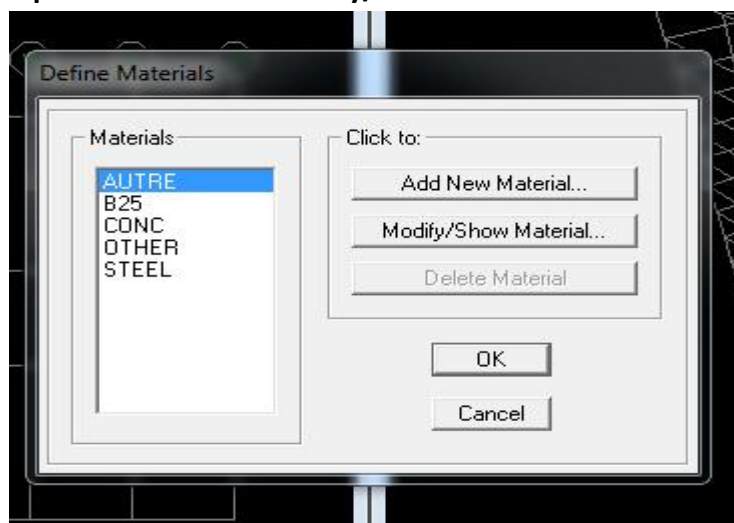 Define Materials
Materials
AUTRE
B25
CONC
OTHER
STEEL
Click to:
Add New Material...
Modify/Show Material...
Delete Material
OK
Cancel